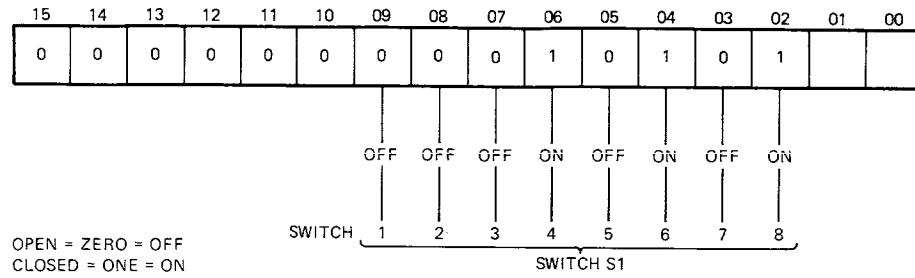 15 14 13 12 11 10 09 08 07 06 05 04 03 02 01 00
0 0 0 0 0 0 0 0 0 1 0 1 0 1
OFF OFF OFF ON OFF ON OFF ON
SWITCH 1 2 3 4 5 6 7 8
OPEN = ZERO = OFF
CLOSED = ONE = ON
SWITCH S1